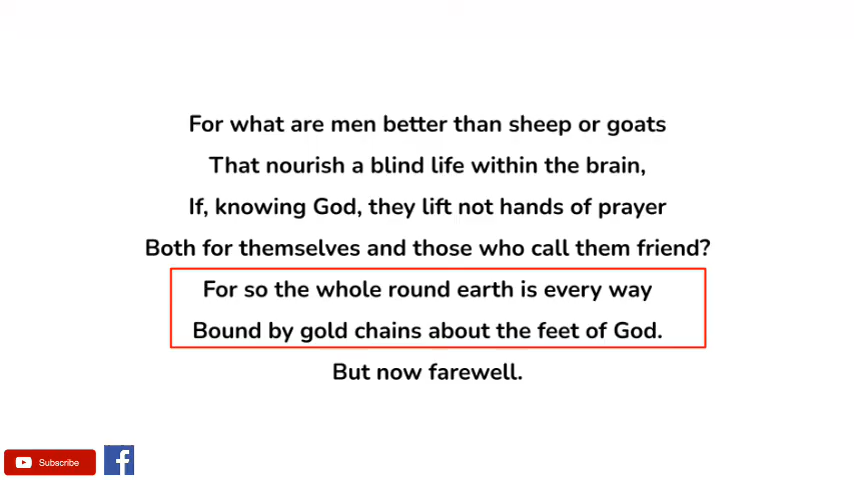 For what are men better than sheep or goats
That nourish a blind life within the brain,
If, knowing God, they lift not hands of prayer
Both for themselves and those who call them friend?
For so the whole round earth is every way
Bound by gold chains about the feet of God.
But now farewell.
Subscribe